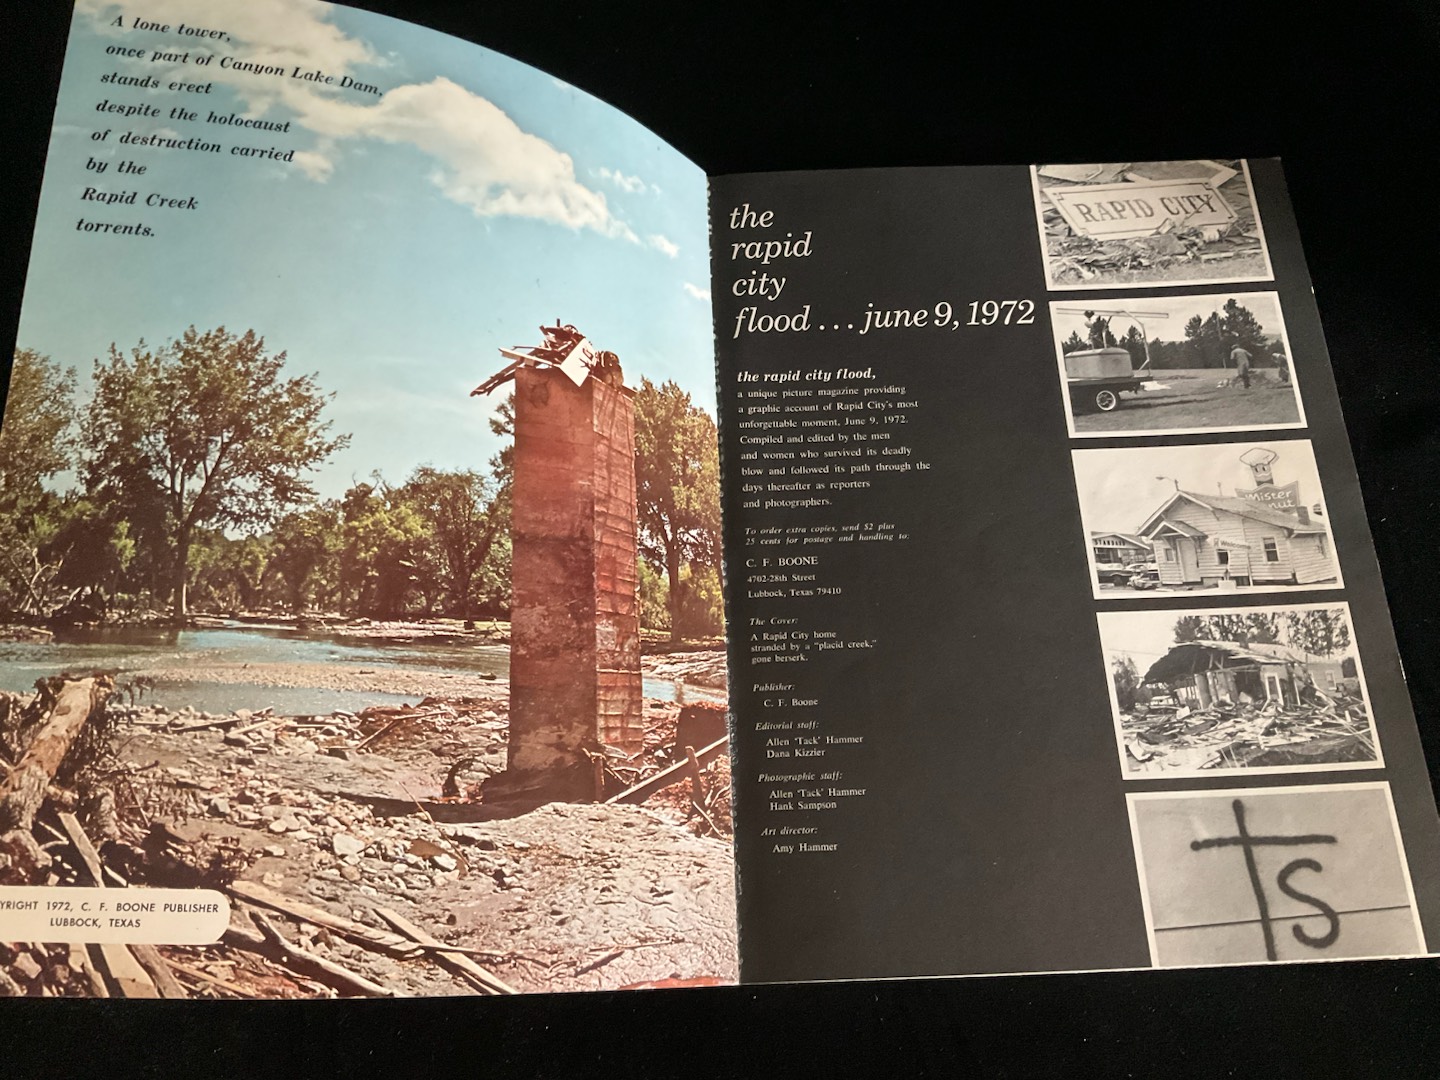 A lone tower,
once part of Canyon Lake Dam,
stands erect
despite the holocaust
of destruction carried
by the
Rapid Creek
torrents.
YRIGHT 1972, C. F. BOONE PUBLISHER
LUBBOCK, TEXAS
the
rapid
city
flood ... june 9, 1972
the rapid city flood,
a unique picture magazine providing
a graphic account of Rapid City's most
unforgettable moment, June 9, 1972.
Compiled and edited by the men
and women who survived its deadly
blow and followed its path through the
days thereafter as reporters
and photographers.
To order extra copies, send $2 plus
25 cents for postage and handling to:
C. F. BOONE
4702-28th Street
Lubbock, Texas 79410
The Cover:
A Rapid City home
stranded by a "placid creek,"
gone berserk.
Publisher:
C. F. Boone
Editorial staff:
Allen 'Tack' Hammer
Dana Kizzier
Photographic staff:
Allen 'Tack' Hammer
Hank Sampson
Art director:
Amy Hammer
RAPID CITY
Mister
nut
STANDARD
TS